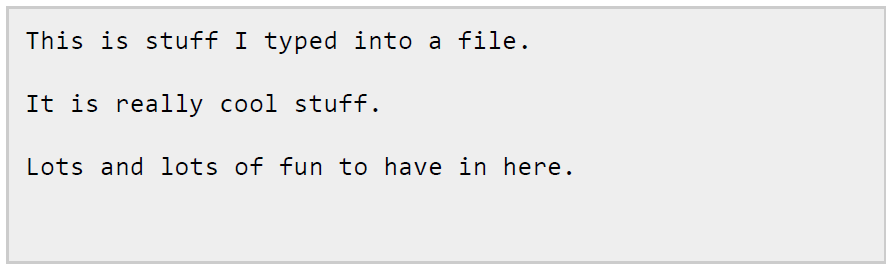 This is stuff I typed into a file.
It is really cool stuff.
Lots and lots of fun to have in here.